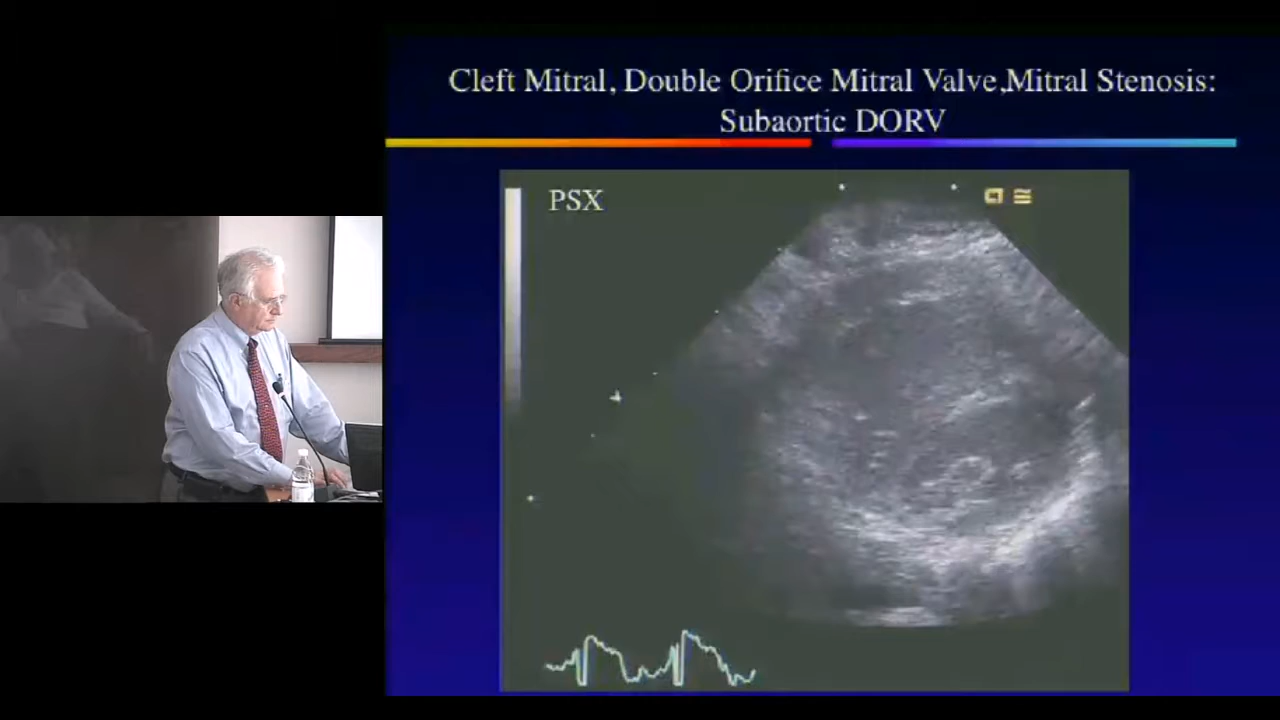 Cleft Mitral, Double Orifice Mitral Valve,Mitral Stenosis:
Subaortic DORV
PSX